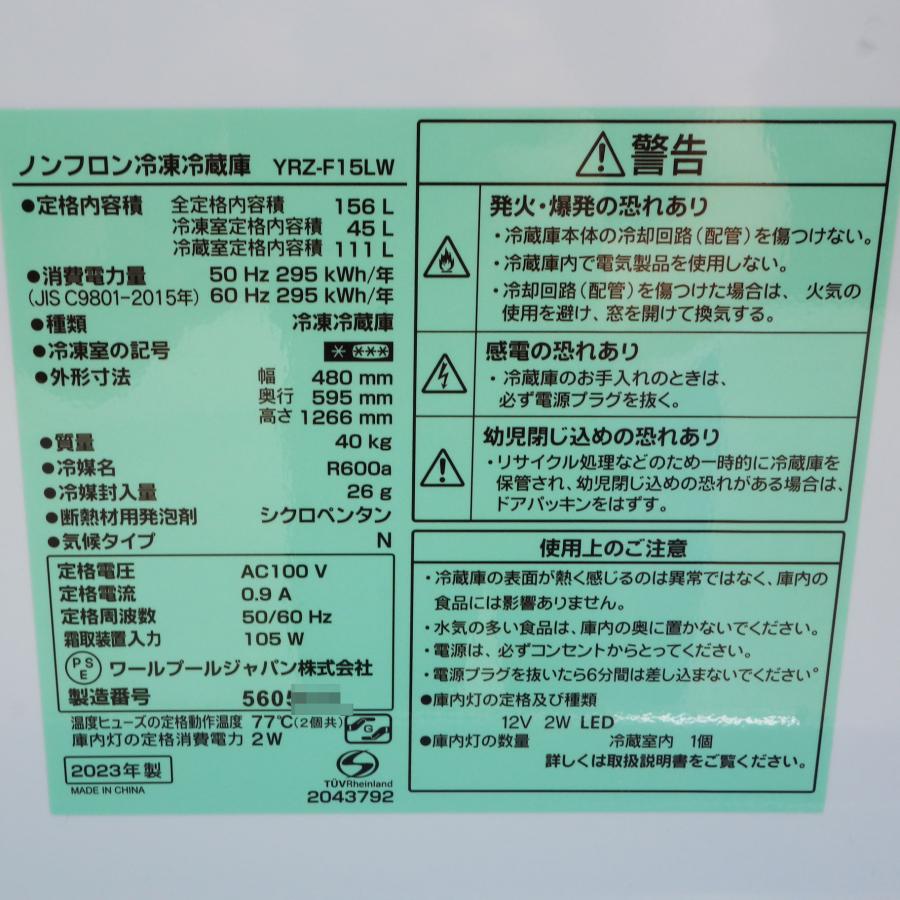 ノンフロン冷凍冷蔵庫 YRZ-F15LW
●定格内容積 全定格内容積 156 L
冷凍室定格内容積 45 L
冷蔵室定格内容積 111 L
●消費電力量 50 Hz 295 kWh/年
(JIS C9801-2015年) 60 Hz 295 kWh/年
●種類 冷凍冷蔵庫
●冷凍室の記号
●外形寸法 幅 480 mm
奥行 595 mm
高さ 1266 mm
●質量 40 kg
●冷媒名 R600a
●冷媒封入量 26 g
●断熱材用発泡剤 シクロペンタン
●気候タイプ N
定格電圧 AC100 V
定格電流 0.9 A
定格周波数 50/60 Hz
霜取装置入力 105 W
PSE ワールプールジャパン株式会社
製造番号 5605
温度ヒューズの定格動作温度 77℃(2個共)
庫内灯の定格消費電力 2W
G
2023年 製
MADE IN CHINA
TÜVRheinland
2043792
警告
発火・爆発の恐れあり
・冷蔵庫本体の冷却回路(配管)を傷つけない。
・冷蔵庫内で電気製品を使用しない。
・冷却回路(配管)を傷つけた場合は、火気の
使用を避け、窓を開けて換気する。
感電の恐れあり
・冷蔵庫のお手入れのときは、
必ず電源プラグを抜く。
幼児閉じ込めの恐れあり
・リサイクル処理などのため一時的に冷蔵庫を
保管され、幼児閉じ込めの恐れがある場合は、
ドアパッキンをはずす。
使用上のご注意
・冷蔵庫の表面が熱く感じるのは異常ではなく、庫内の
食品には影響ありません。
・水気の多い食品は、庫内の奥に置かないでください。
・電源は、必ずコンセントからとってください。
・電源プラグを抜いたら6分間は差し込まないでください。
●庫内灯の定格及び種類
12V 2W LED
●庫内灯の数量 冷蔵室内 1個
詳しくは取扱説明書をご覧ください。